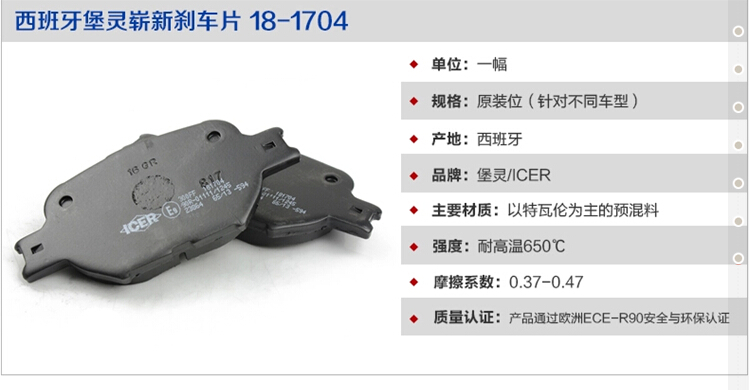 西班牙堡灵崭新刹车片 18-1704
单位：一幅
规格：原装位（针对不同车型）
产地：西班牙
品牌：堡灵/ICER
主要材质：以特瓦伦为主的预混料
强度：耐高温650℃
摩擦系数：0.37-0.47
质量认证：产品通过欧洲ECE-R90安全与环保认证
ICER
181704
05/13 -594